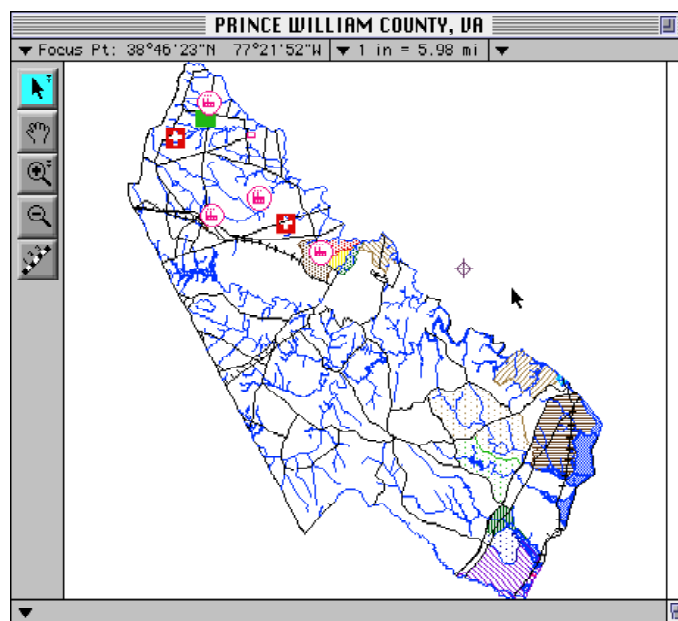 PRINCE WILLIAM COUNTY, VA
Focus Pt: 38°46'23"N 77°21'52"W 1 in = 5.98 mi